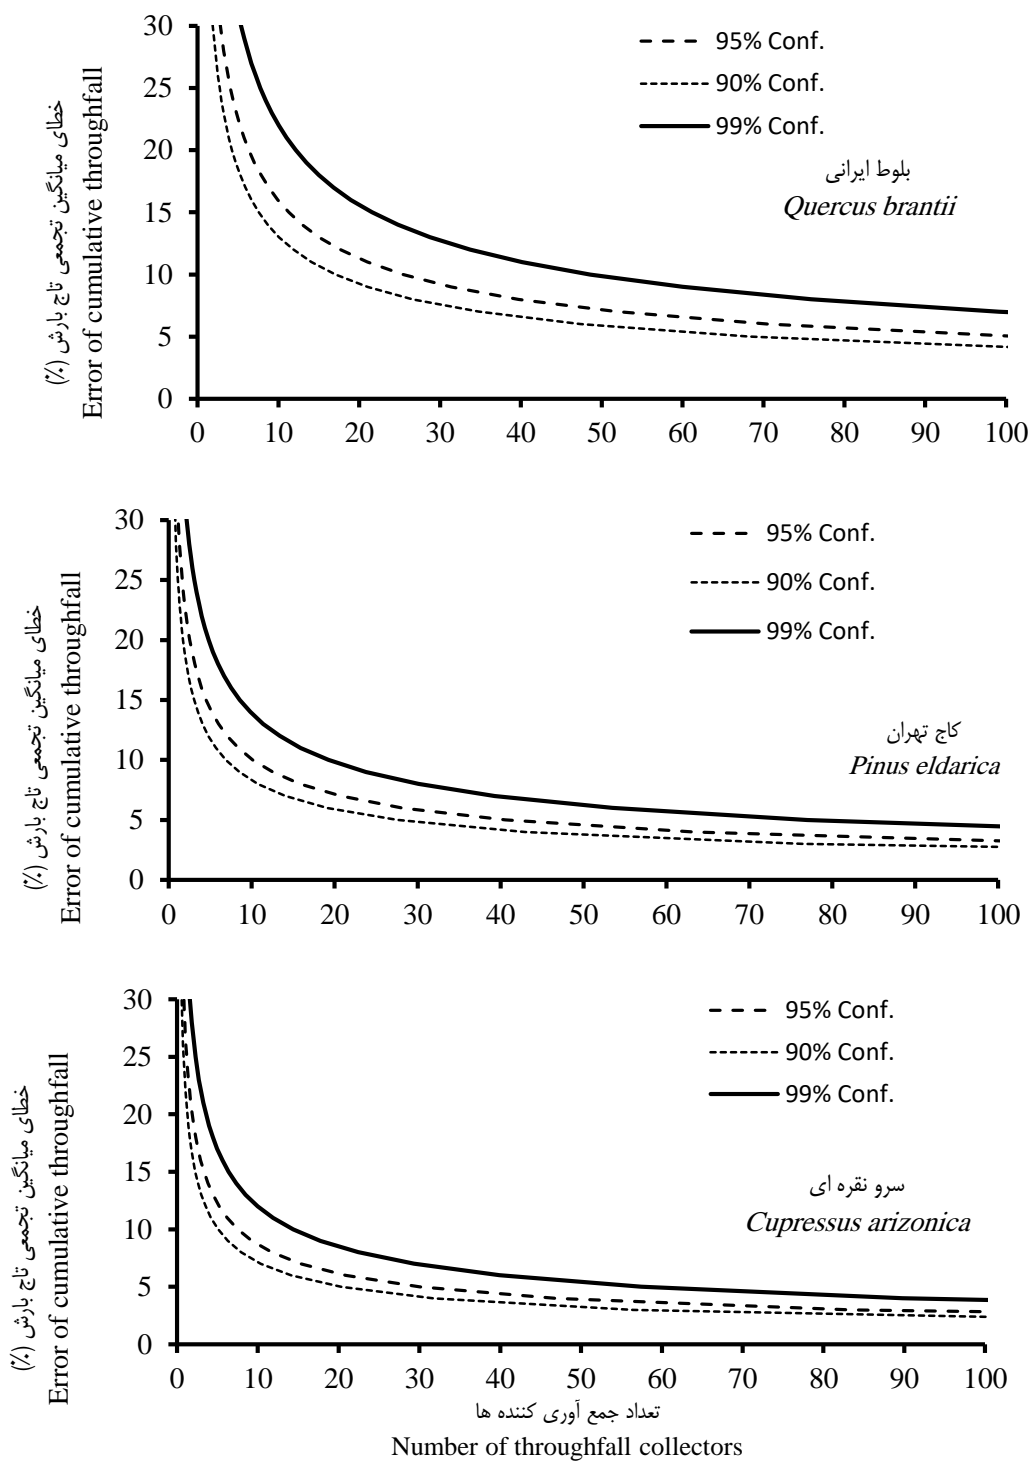 خطای میانگین تجمعی تاج بارش (٪)
Error of cumulative throughfall
30
25
20
15
10
5
0
0 10 20 30 40 50 60 70 80 90 100
95% Conf.
90% Conf.
99% Conf.
بلوط ایرانی
Quercus brantii
خطای میانگین تجمعی تاج بارش (٪)
Error of cumulative throughfall
30
25
20
15
10
5
0
0 10 20 30 40 50 60 70 80 90 100
95% Conf.
90% Conf.
99% Conf.
کاج تهران
Pinus eldarica
خطای میانگین تجمعی تاج بارش (٪)
Error of cumulative throughfall
30
25
20
15
10
5
0
0 10 20 30 40 50 60 70 80 90 100
95% Conf.
90% Conf.
99% Conf.
سرو نقره ای
Cupressus arizonica
تعداد جمع آوری کننده ها
Number of throughfall collectors